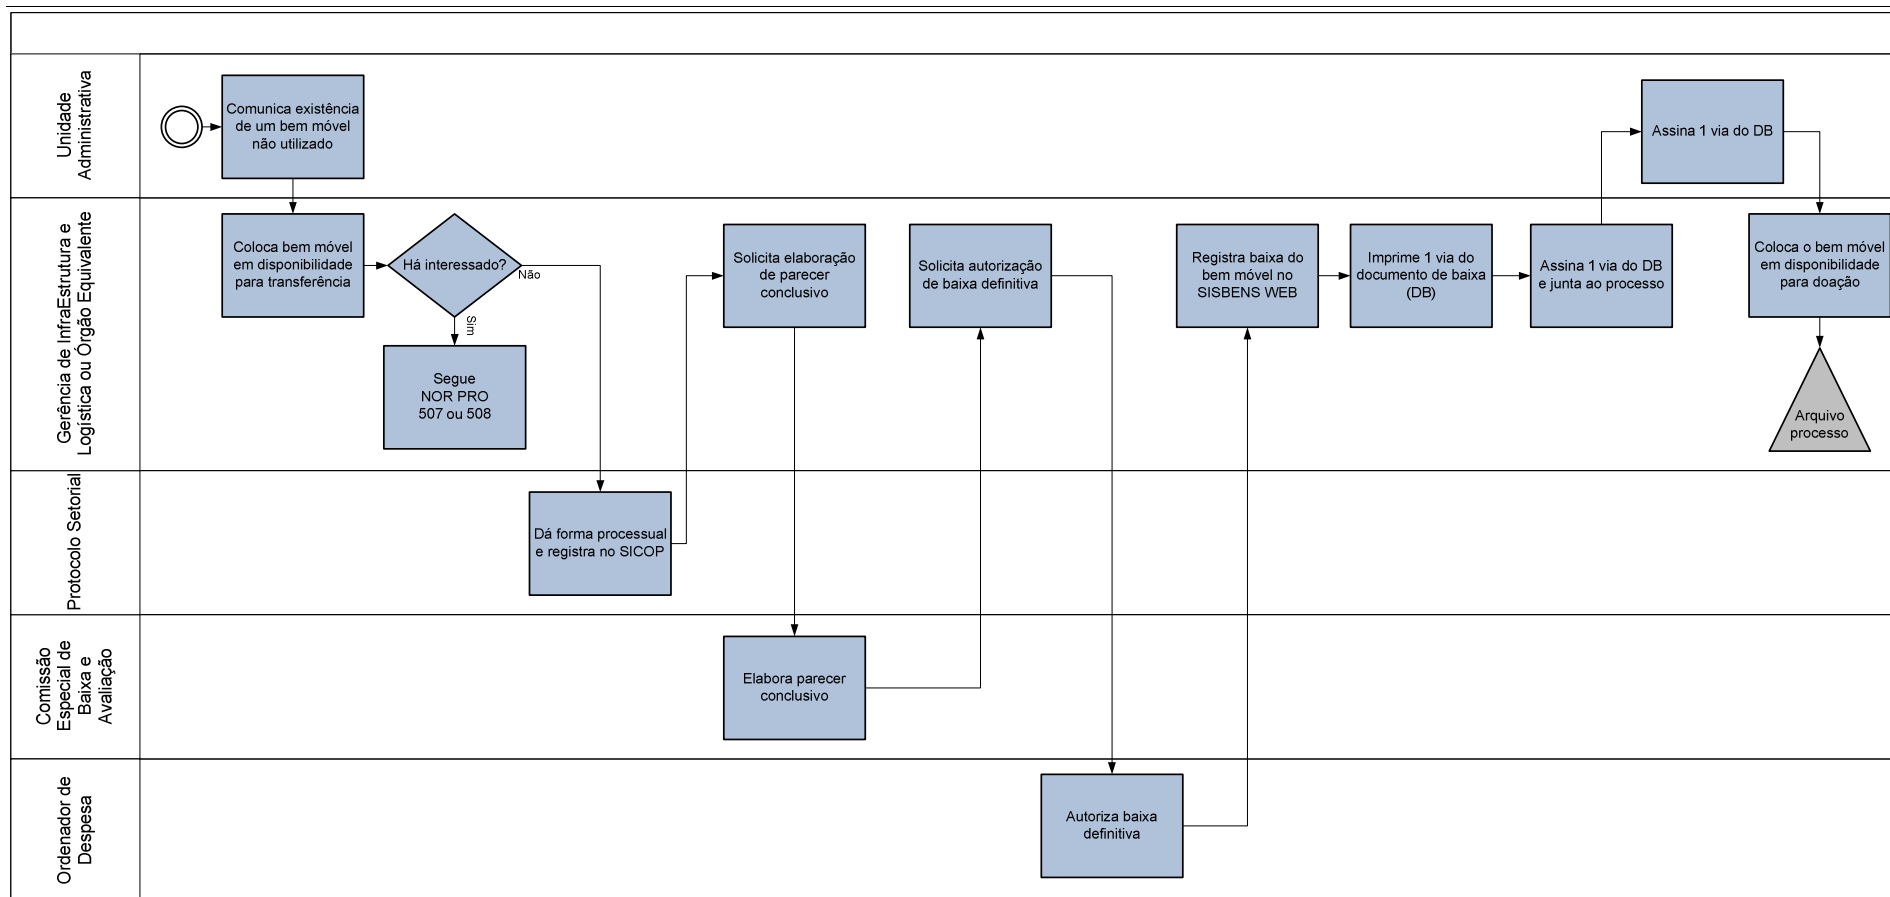 Unidade
Administrativa
Comunica existência
de um bem móvel
não utilizado
Assina 1 via do DB
Gerência de InfraEstrutura e
Logística ou Órgão Equivalente
Coloca bem móvel
em disponibilidade
para transferência
Há interessado?
Não
Sim
Segue
NOR PRO
507 ou 508
Solicita elaboração
de parecer
conclusivo
Solicita autorização
de baixa definitiva
Registra baixa do
bem móvel no
SISBENS WEB
Imprime 1 via do
documento de baixa
(DB)
Assina 1 via do DB
e junta ao processo
Coloca o bem móvel
em disponibilidade
para doação
Arquivo
processo
Protocolo Setorial
Dá forma processual
e registra no SICOP
Comissão
Especial de
Baixa e
Avaliação
Elabora parecer
conclusivo
Ordenador de
Despesa
Autoriza baixa
definitiva